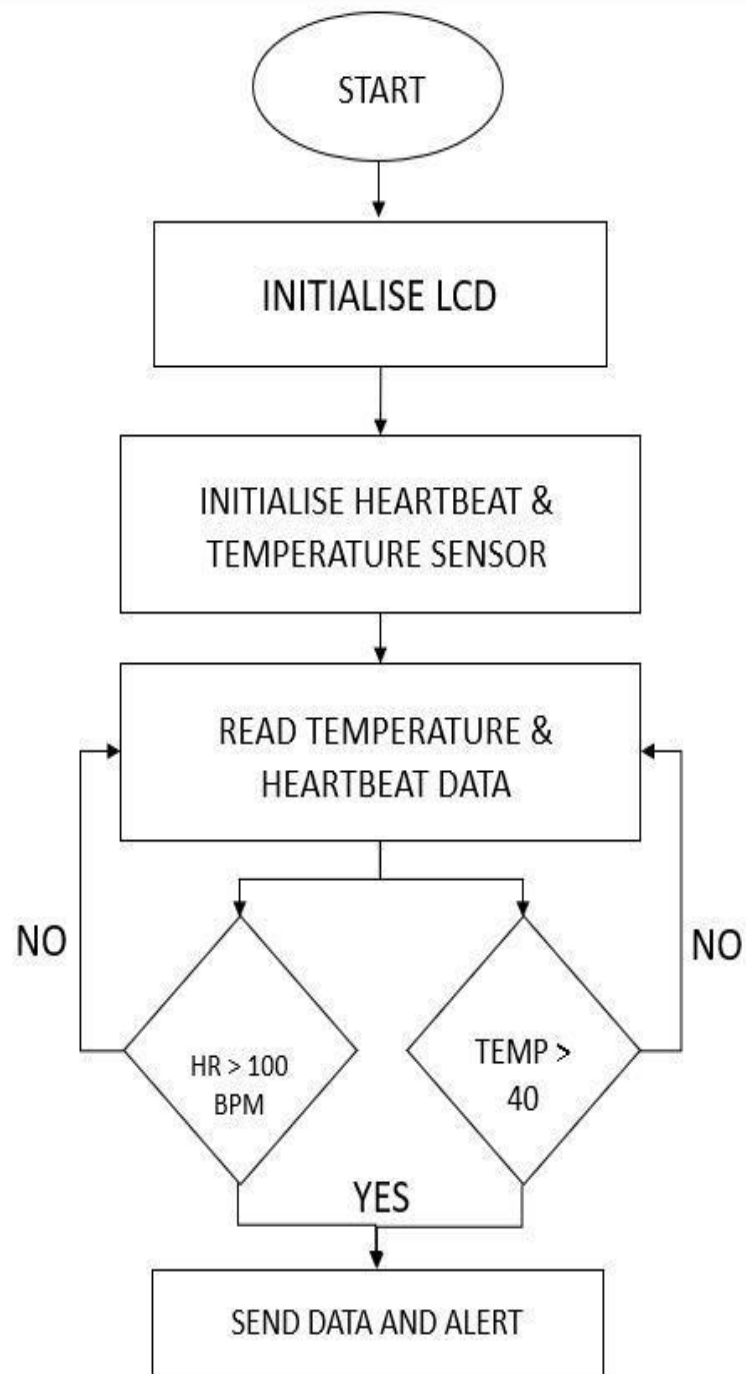 START
INITIALISE LCD
INITIALISE HEARTBEAT &
TEMPERATURE SENSOR
READ TEMPERATURE &
HEARTBEAT DATA
NO
NO
HR > 100
BPM
TEMP >
40
YES
SEND DATA AND ALERT